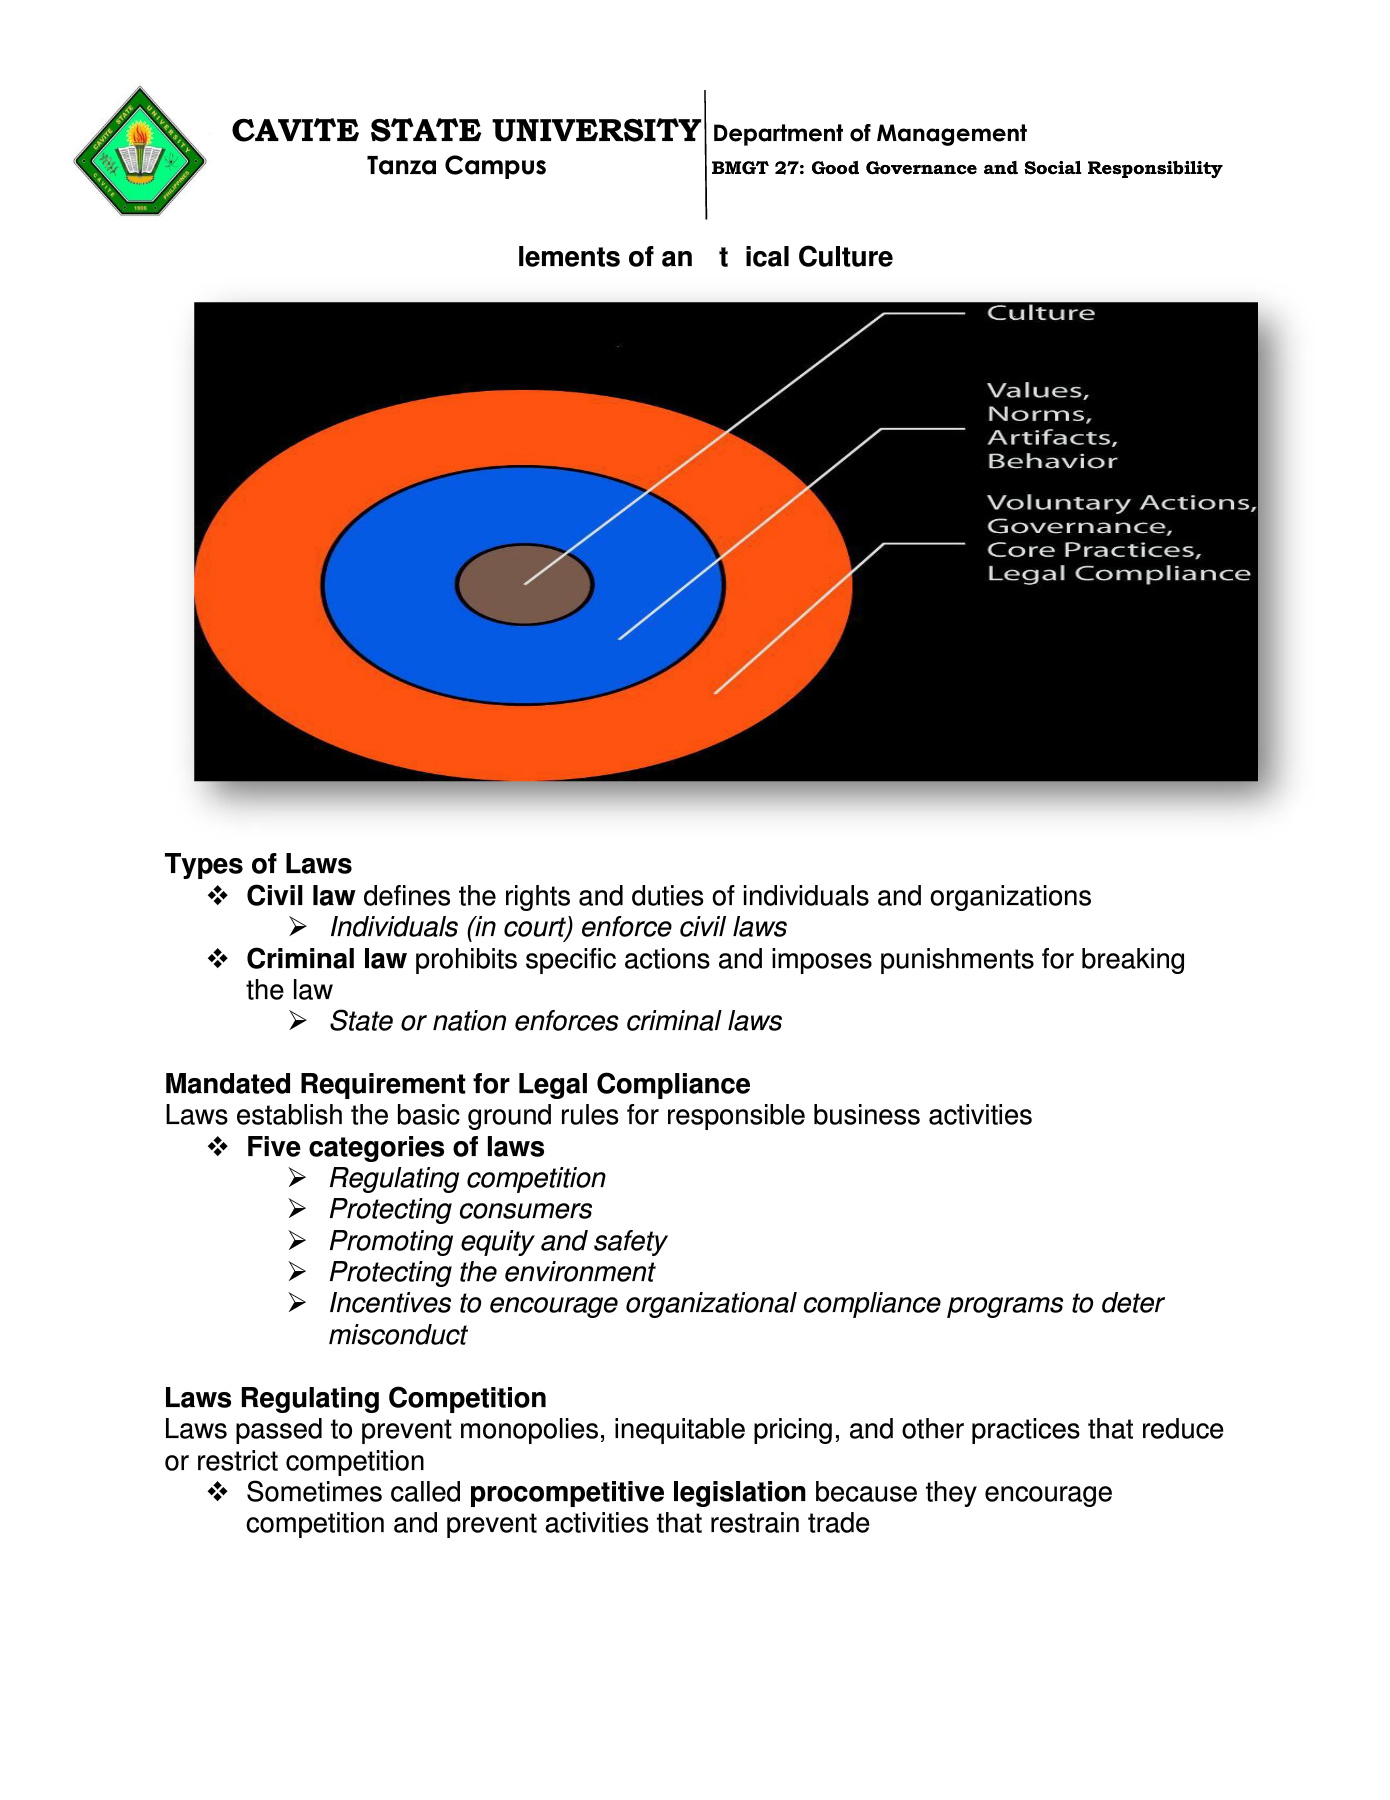 CAVITE STATE UNIVERSITY
Tanza Campus
Department of Management
BMGT 27: Good Governance and Social Responsibility
CAVITE STATE UNIVERSITY
CAVITE PHILIPPINES
1906
lements of an t ical Culture
Culture
Values,
Norms,
Artifacts,
Behavior
Voluntary Actions,
Governance,
Core Practices,
Legal Compliance
Types of Laws
❖ Civil law defines the rights and duties of individuals and organizations
➢ Individuals (in court) enforce civil laws
❖ Criminal law prohibits specific actions and imposes punishments for breaking
the law
➢ State or nation enforces criminal laws
Mandated Requirement for Legal Compliance
Laws establish the basic ground rules for responsible business activities
❖ Five categories of laws
➢ Regulating competition
➢ Protecting consumers
➢ Promoting equity and safety
➢ Protecting the environment
➢ Incentives to encourage organizational compliance programs to deter
misconduct
Laws Regulating Competition
Laws passed to prevent monopolies, inequitable pricing, and other practices that reduce
or restrict competition
❖ Sometimes called procompetitive legislation because they encourage
competition and prevent activities that restrain trade